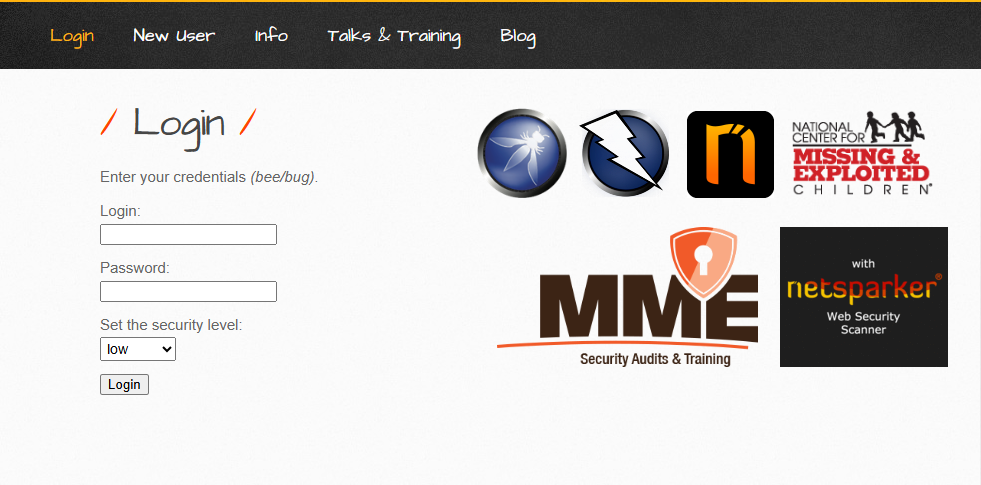 Login New User Info Talks & Training Blog
/ Login /
Enter your credentials (bee/bug).
Login:
Password:
Set the security level:
low
Login
n
NATIONAL
CENTER FOR
MISSING &
EXPLOITED
CHILDREN®
MME
Security Audits & Training
with
netsparker®
Web Security
Scanner